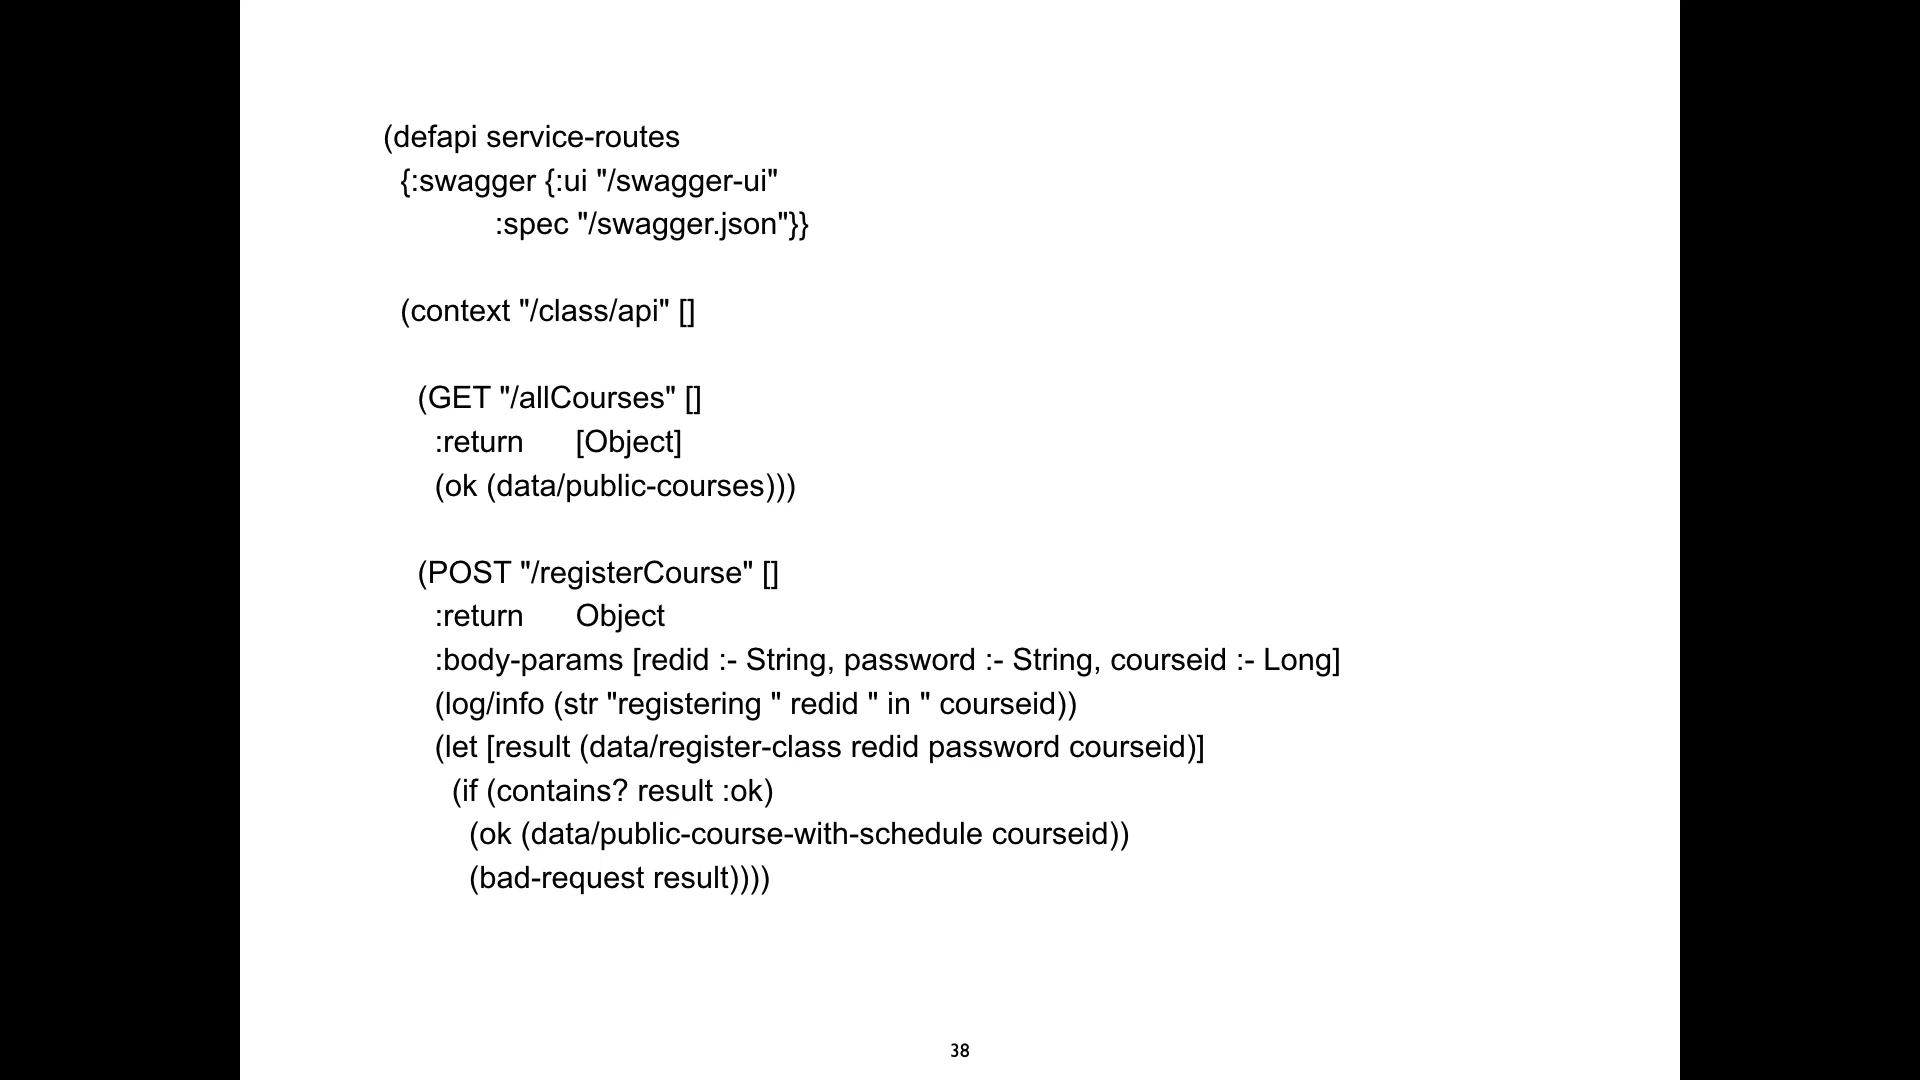 (defapi service-routes
{:swagger {:ui "/swagger-ui"
:spec "/swagger.json"}}
(context "/class/api" []
(GET "/allCourses" []
:return [Object]
(ok (data/public-courses)))
(POST "/registerCourse" []
:return Object
:body-params [redid :- String, password :- String, courseid :- Long]
(log/info (str "registering " redid " in " courseid))
(let [result (data/register-class redid password courseid)]
(if (contains? result :ok)
(ok (data/public-course-with-schedule courseid))
(bad-request result))))
38